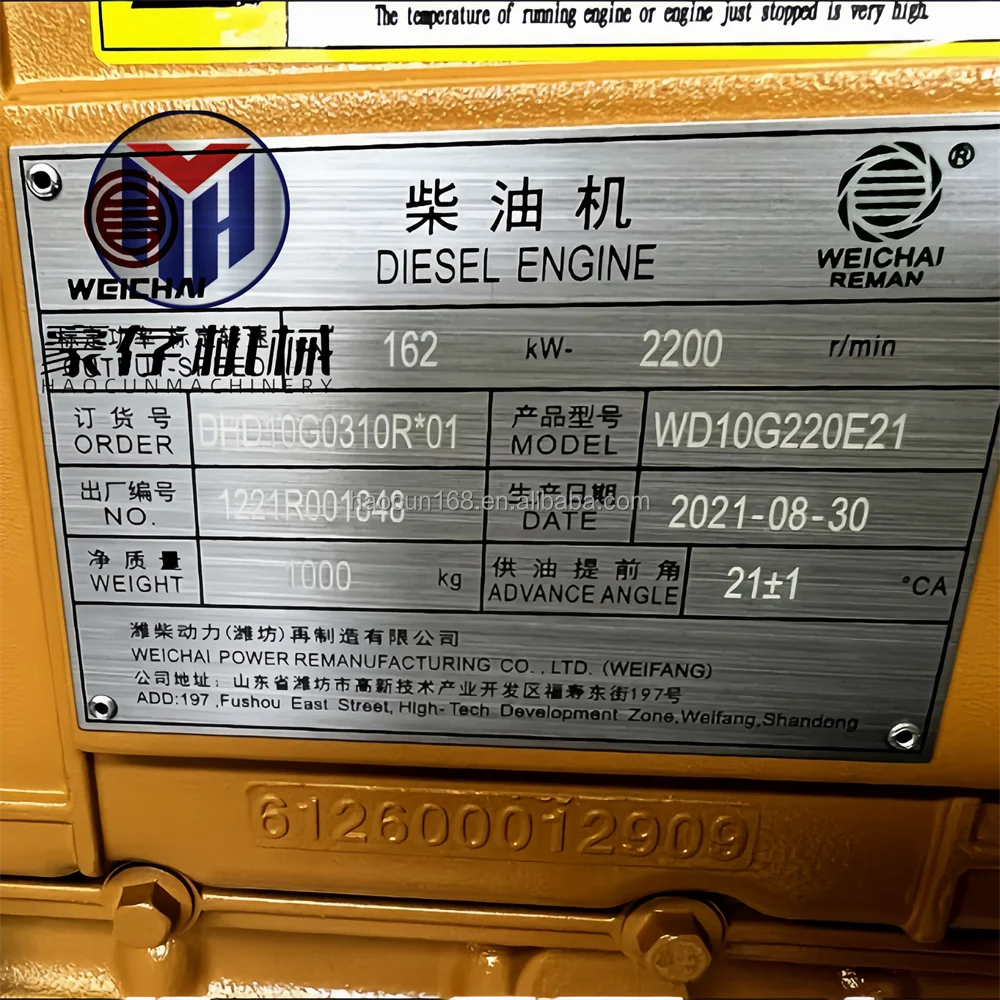 The temperature of running engine or engine just stopped is very high.
WEICHAI
柴油机
DIESEL ENGINE
®
WEICHAI
REMAN
HAOCUNMACHINERY
162 kW- 2200 r/min
订货号
ORDER
DHD10G0310R*01
产品型号
MODEL
WD10G220E21
出厂编号
NO.
1221R001848
生产日期
DATE
2021-08-30
haocun168.en.alibaba.com
净质量
WEIGHT
1000 kg
供油提前角
ADVANCE ANGLE
21±1 °CA
潍柴动力(潍坊)再制造有限公司
WEICHAI POWER REMANUFACTURING CO.,LTD.(WEIFANG)
公司地址:山东省潍坊市高新技术产业开发区福寿东街197号
ADD:197,Fushou East Street,High-Tech Development Zone,Weifang,Shandong
612600012909